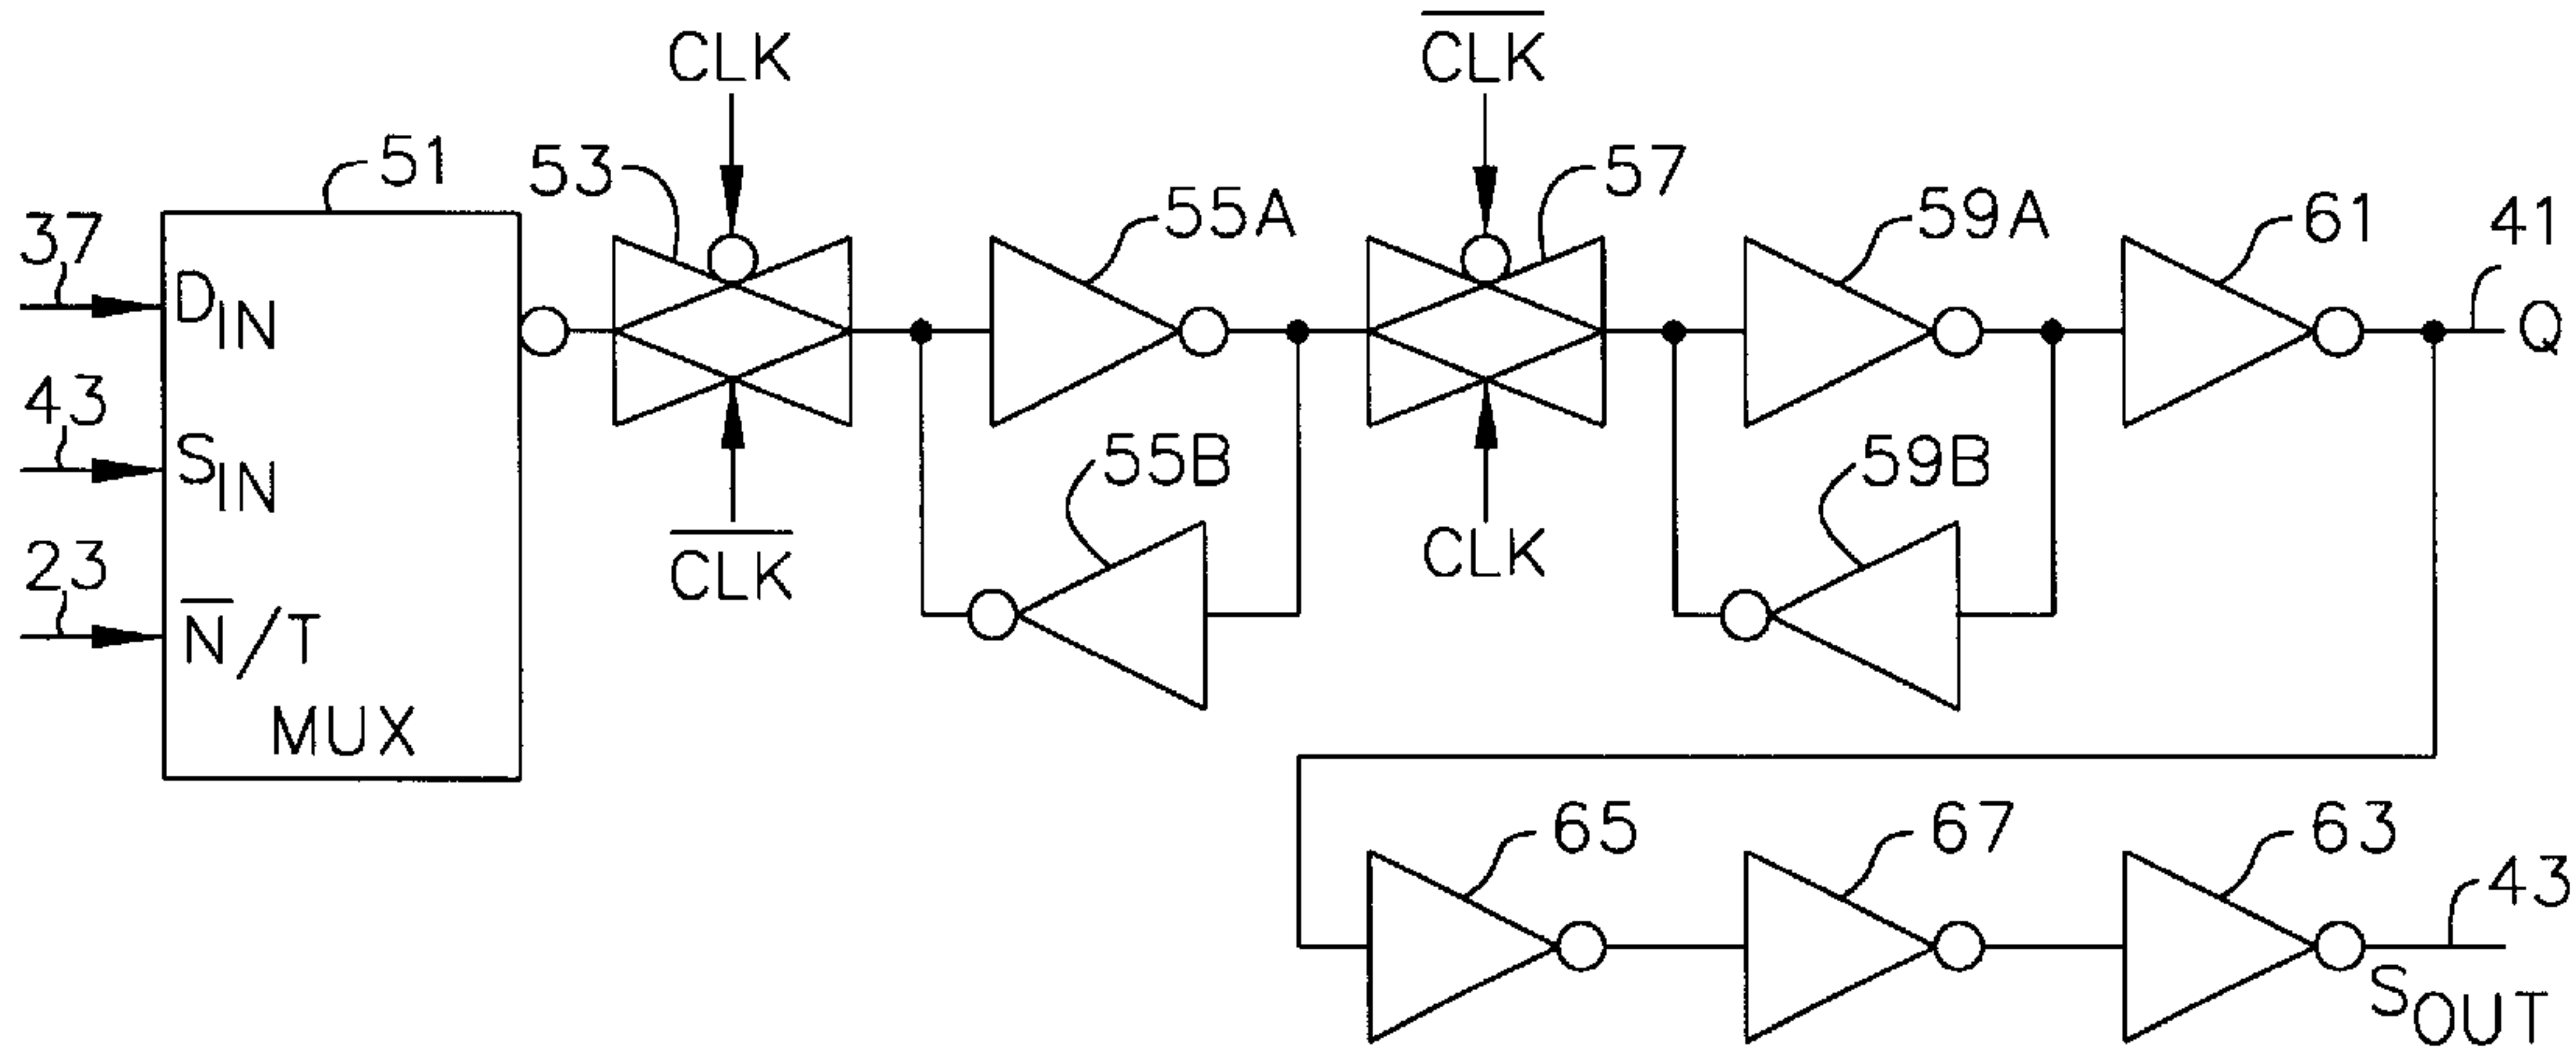 CLK
C̅L̅K̅
51
53
55A
57
59A
61
41
37
D_IN
Q
43
S_IN
55B
59B
23
N̅/T
C̅L̅K̅
CLK
MUX
65
67
63
43
S_OUT